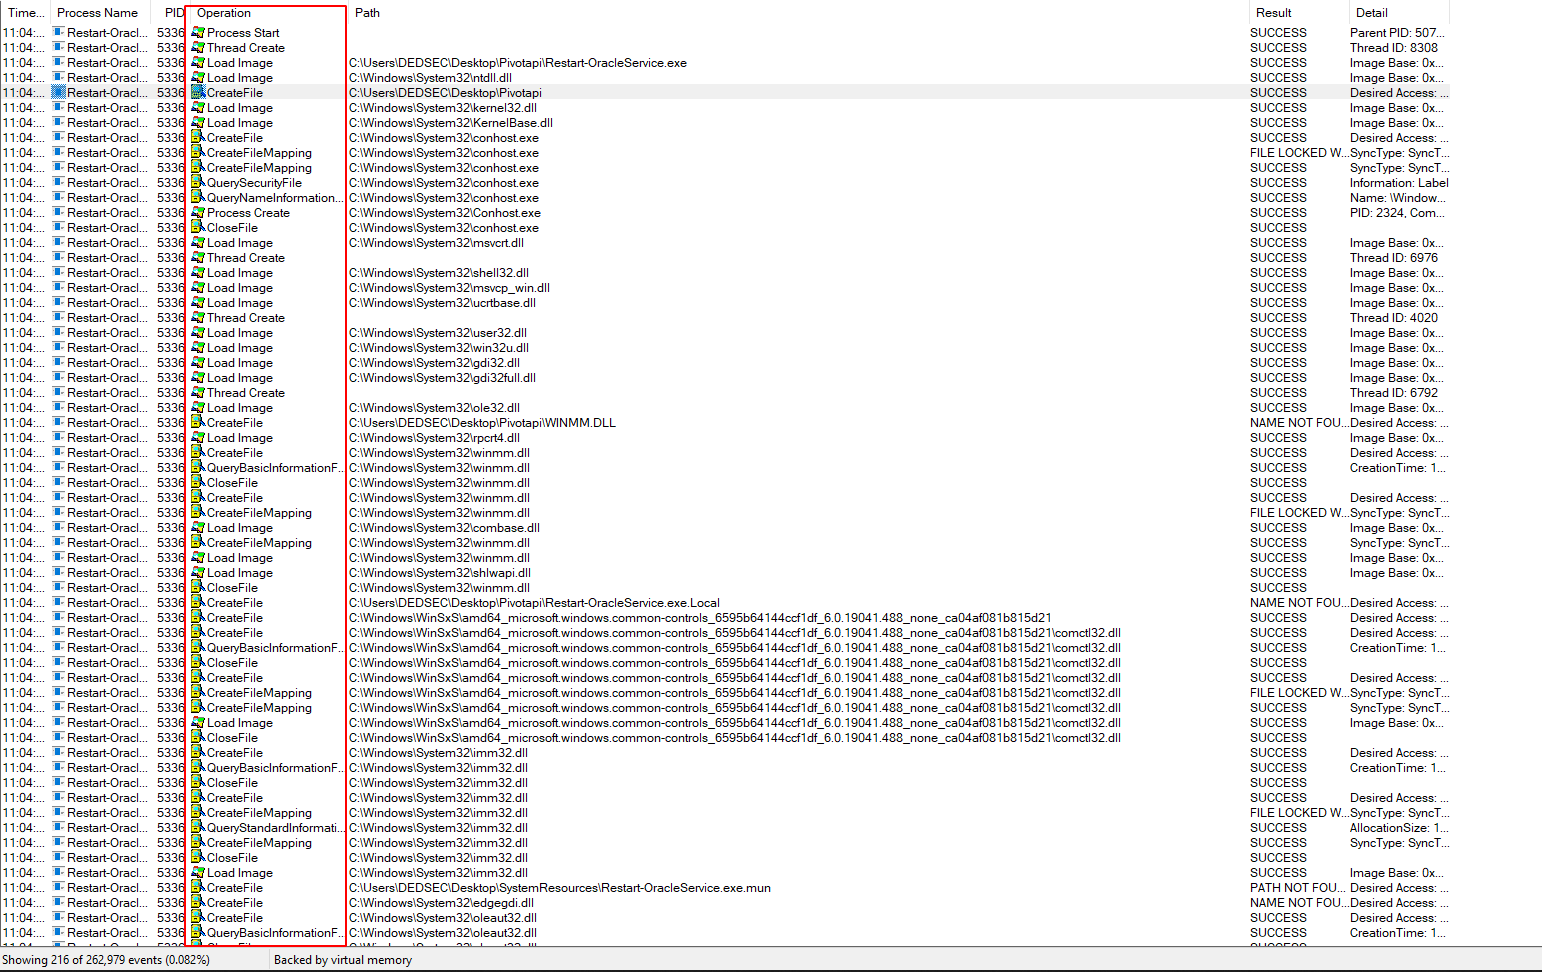 Time... Process Name PID Operation Path Result Detail
11:04:... Restart-Oracl... 5336 Process Start SUCCESS Parent PID: 507...
11:04:... Restart-Oracl... 5336 Thread Create SUCCESS Thread ID: 8308
11:04:... Restart-Oracl... 5336 Load Image C:\Users\DEDSEC\Desktop\Pivotapi\Restart-OracleService.exe SUCCESS Image Base: 0x...
11:04:... Restart-Oracl... 5336 Load Image C:\Windows\System32\ntdll.dll SUCCESS Image Base: 0x...
11:04:... Restart-Oracl... 5336 CreateFile C:\Users\DEDSEC\Desktop\Pivotapi SUCCESS Desired Access: ...
11:04:... Restart-Oracl... 5336 Load Image C:\Windows\System32\kernel32.dll SUCCESS Image Base: 0x...
11:04:... Restart-Oracl... 5336 Load Image C:\Windows\System32\KernelBase.dll SUCCESS Image Base: 0x...
11:04:... Restart-Oracl... 5336 CreateFile C:\Windows\System32\conhost.exe SUCCESS Desired Access: ...
11:04:... Restart-Oracl... 5336 CreateFileMapping C:\Windows\System32\conhost.exe FILE LOCKED W... SyncType: SyncT...
11:04:... Restart-Oracl... 5336 CreateFileMapping C:\Windows\System32\conhost.exe SUCCESS SyncType: SyncT...
11:04:... Restart-Oracl... 5336 QuerySecurityFile C:\Windows\System32\conhost.exe SUCCESS Information: Label
11:04:... Restart-Oracl... 5336 QueryNameInformation... C:\Windows\System32\conhost.exe SUCCESS Name: \Window...
11:04:... Restart-Oracl... 5336 Process Create C:\Windows\System32\Conhost.exe SUCCESS PID: 2324, Com...
11:04:... Restart-Oracl... 5336 CloseFile C:\Windows\System32\conhost.exe SUCCESS
11:04:... Restart-Oracl... 5336 Load Image C:\Windows\System32\msvcrt.dll SUCCESS Image Base: 0x...
11:04:... Restart-Oracl... 5336 Thread Create SUCCESS Thread ID: 6976
11:04:... Restart-Oracl... 5336 Load Image C:\Windows\System32\shell32.dll SUCCESS Image Base: 0x...
11:04:... Restart-Oracl... 5336 Load Image C:\Windows\System32\msvcp_win.dll SUCCESS Image Base: 0x...
11:04:... Restart-Oracl... 5336 Load Image C:\Windows\System32\ucrtbase.dll SUCCESS Image Base: 0x...
11:04:... Restart-Oracl... 5336 Thread Create SUCCESS Thread ID: 4020
11:04:... Restart-Oracl... 5336 Load Image C:\Windows\System32\user32.dll SUCCESS Image Base: 0x...
11:04:... Restart-Oracl... 5336 Load Image C:\Windows\System32\win32u.dll SUCCESS Image Base: 0x...
11:04:... Restart-Oracl... 5336 Load Image C:\Windows\System32\gdi32.dll SUCCESS Image Base: 0x...
11:04:... Restart-Oracl... 5336 Load Image C:\Windows\System32\gdi32full.dll SUCCESS Image Base: 0x...
11:04:... Restart-Oracl... 5336 Thread Create SUCCESS Thread ID: 6792
11:04:... Restart-Oracl... 5336 Load Image C:\Windows\System32\ole32.dll SUCCESS Image Base: 0x...
11:04:... Restart-Oracl... 5336 CreateFile C:\Users\DEDSEC\Desktop\Pivotapi\WINMM.DLL NAME NOT FOU... Desired Access: ...
11:04:... Restart-Oracl... 5336 Load Image C:\Windows\System32\rpcrt4.dll SUCCESS Image Base: 0x...
11:04:... Restart-Oracl... 5336 CreateFile C:\Windows\System32\winmm.dll SUCCESS Desired Access: ...
11:04:... Restart-Oracl... 5336 QueryBasicInformationF... C:\Windows\System32\winmm.dll SUCCESS CreationTime: 1...
11:04:... Restart-Oracl... 5336 CloseFile C:\Windows\System32\winmm.dll SUCCESS
11:04:... Restart-Oracl... 5336 CreateFile C:\Windows\System32\winmm.dll SUCCESS Desired Access: ...
11:04:... Restart-Oracl... 5336 CreateFileMapping C:\Windows\System32\winmm.dll FILE LOCKED W... SyncType: SyncT...
11:04:... Restart-Oracl... 5336 Load Image C:\Windows\System32\combase.dll SUCCESS Image Base: 0x...
11:04:... Restart-Oracl... 5336 CreateFileMapping C:\Windows\System32\winmm.dll SUCCESS SyncType: SyncT...
11:04:... Restart-Oracl... 5336 Load Image C:\Windows\System32\winmm.dll SUCCESS Image Base: 0x...
11:04:... Restart-Oracl... 5336 Load Image C:\Windows\System32\shlwapi.dll SUCCESS Image Base: 0x...
11:04:... Restart-Oracl... 5336 CloseFile C:\Windows\System32\winmm.dll SUCCESS
11:04:... Restart-Oracl... 5336 CreateFile C:\Users\DEDSEC\Desktop\Pivotapi\Restart-OracleService.exe.Local NAME NOT FOU... Desired Access: ...
11:04:... Restart-Oracl... 5336 CreateFile C:\Windows\WinSxS\amd64_microsoft.windows.common-controls_6595b64144ccf1df_6.0.19041.488_none_ca04af081b815d21 SUCCESS Desired Access: ...
11:04:... Restart-Oracl... 5336 CreateFile C:\Windows\WinSxS\amd64_microsoft.windows.common-controls_6595b64144ccf1df_6.0.19041.488_none_ca04af081b815d21\comctl32.dll SUCCESS Desired Access: ...
11:04:... Restart-Oracl... 5336 QueryBasicInformationF... C:\Windows\WinSxS\amd64_microsoft.windows.common-controls_6595b64144ccf1df_6.0.19041.488_none_ca04af081b815d21\comctl32.dll SUCCESS CreationTime: 1...
11:04:... Restart-Oracl... 5336 CloseFile C:\Windows\WinSxS\amd64_microsoft.windows.common-controls_6595b64144ccf1df_6.0.19041.488_none_ca04af081b815d21\comctl32.dll SUCCESS
11:04:... Restart-Oracl... 5336 CreateFile C:\Windows\WinSxS\amd64_microsoft.windows.common-controls_6595b64144ccf1df_6.0.19041.488_none_ca04af081b815d21\comctl32.dll SUCCESS Desired Access: ...
11:04:... Restart-Oracl... 5336 CreateFileMapping C:\Windows\WinSxS\amd64_microsoft.windows.common-controls_6595b64144ccf1df_6.0.19041.488_none_ca04af081b815d21\comctl32.dll FILE LOCKED W... SyncType: SyncT...
11:04:... Restart-Oracl... 5336 CreateFileMapping C:\Windows\WinSxS\amd64_microsoft.windows.common-controls_6595b64144ccf1df_6.0.19041.488_none_ca04af081b815d21\comctl32.dll SUCCESS SyncType: SyncT...
11:04:... Restart-Oracl... 5336 Load Image C:\Windows\WinSxS\amd64_microsoft.windows.common-controls_6595b64144ccf1df_6.0.19041.488_none_ca04af081b815d21\comctl32.dll SUCCESS Image Base: 0x...
11:04:... Restart-Oracl... 5336 CloseFile C:\Windows\WinSxS\amd64_microsoft.windows.common-controls_6595b64144ccf1df_6.0.19041.488_none_ca04af081b815d21\comctl32.dll SUCCESS
11:04:... Restart-Oracl... 5336 CreateFile C:\Windows\System32\imm32.dll SUCCESS Desired Access: ...
11:04:... Restart-Oracl... 5336 QueryBasicInformationF... C:\Windows\System32\imm32.dll SUCCESS CreationTime: 1...
11:04:... Restart-Oracl... 5336 CloseFile C:\Windows\System32\imm32.dll SUCCESS
11:04:... Restart-Oracl... 5336 CreateFile C:\Windows\System32\imm32.dll SUCCESS Desired Access: ...
11:04:... Restart-Oracl... 5336 CreateFileMapping C:\Windows\System32\imm32.dll FILE LOCKED W... SyncType: SyncT...
11:04:... Restart-Oracl... 5336 QueryStandardInformati... C:\Windows\System32\imm32.dll SUCCESS AllocationSize: 1...
11:04:... Restart-Oracl... 5336 CreateFileMapping C:\Windows\System32\imm32.dll SUCCESS SyncType: SyncT...
11:04:... Restart-Oracl... 5336 CloseFile C:\Windows\System32\imm32.dll SUCCESS
11:04:... Restart-Oracl... 5336 Load Image C:\Windows\System32\imm32.dll SUCCESS Image Base: 0x...
11:04:... Restart-Oracl... 5336 CreateFile C:\Users\DEDSEC\Desktop\SystemResources\Restart-OracleService.exe.mun PATH NOT FOU... Desired Access: ...
11:04:... Restart-Oracl... 5336 CreateFile C:\Windows\System32\edgegdi.dll NAME NOT FOU... Desired Access: ...
11:04:... Restart-Oracl... 5336 CreateFile C:\Windows\System32\oleaut32.dll SUCCESS Desired Access: ...
11:04:... Restart-Oracl... 5336 QueryBasicInformationF... C:\Windows\System32\oleaut32.dll SUCCESS CreationTime: 1...
Showing 216 of 262,979 events (0.082%) Backed by virtual memory